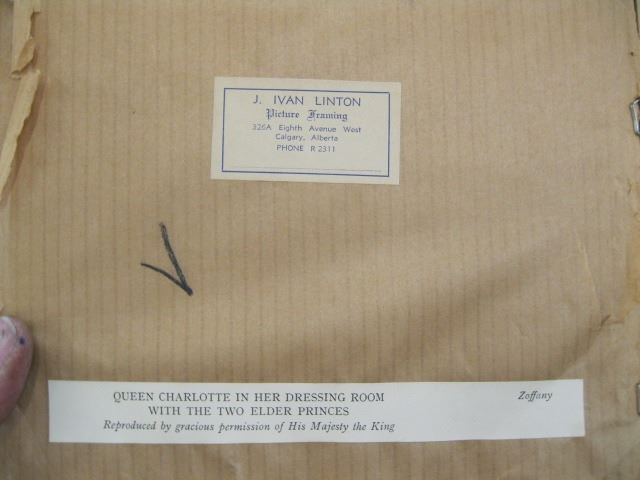 J. IVAN LINTON
Picture Framing
326A Eighth Avenue West
Calgary, Alberta
PHONE R 2311
QUEEN CHARLOTTE IN HER DRESSING ROOM
WITH THE TWO ELDER PRINCES
Reproduced by gracious permission of His Majesty the King
Zoffany